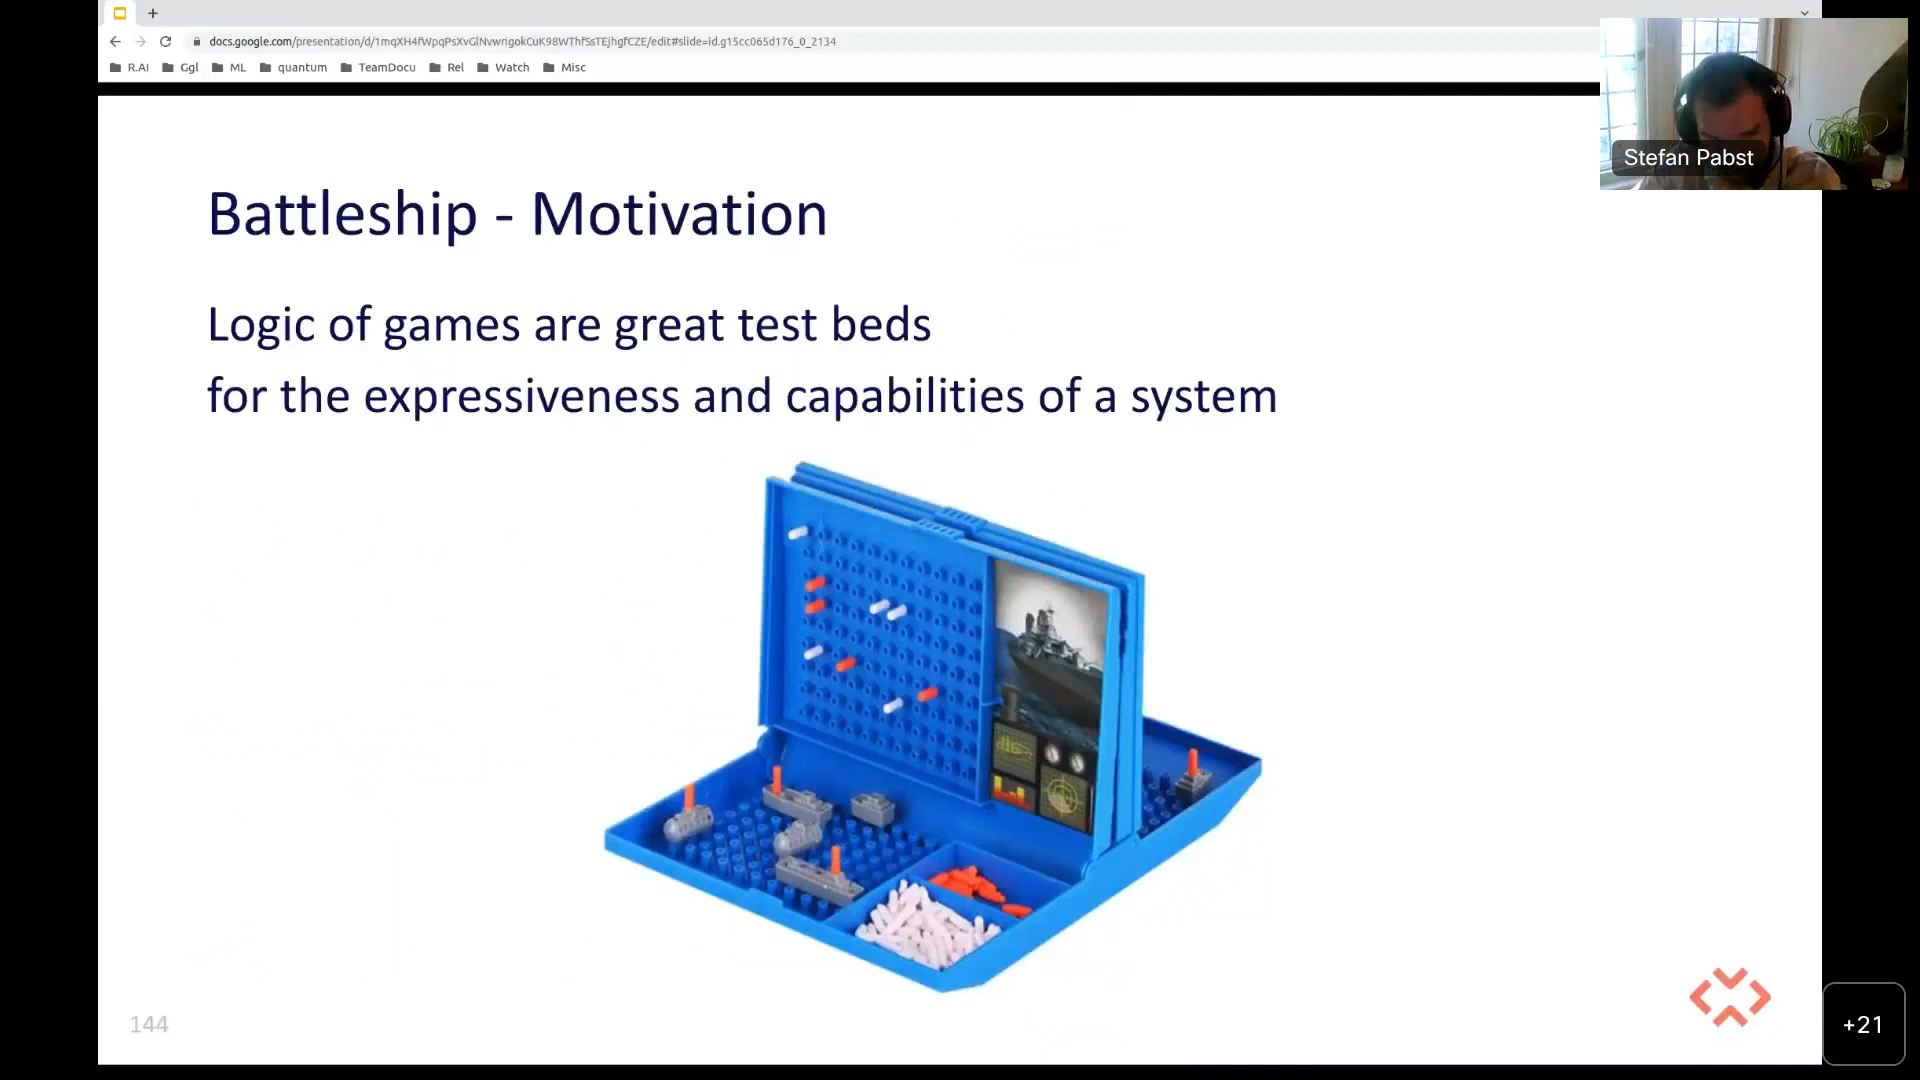 docs.google.com/presentation/d/1mqXH4fWpqPsXvGlNvwrigokCuK98WThfSsTEjhgfCZE/edit#slide=id.g15cc065d176_0_2134
R.AI Ggl ML quantum TeamDocu Rel Watch Misc
Stefan Pabst
Battleship - Motivation
Logic of games are great test beds
for the expressiveness and capabilities of a system
144
+21